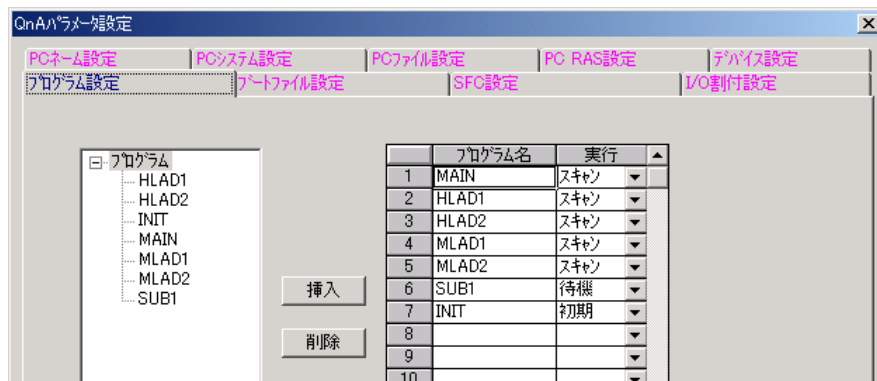 QnAパラメータ設定
PCネーム設定 PCシステム設定 PCファイル設定 PC RAS設定 デバイス設定
プログラム設定 ブートファイル設定 SFC設定 I/O割付設定
プログラム
HLAD1
HLAD2
INIT
MAIN
MLAD1
MLAD2
SUB1
挿入
削除
プログラム名 実行
1 MAIN スキャン
2 HLAD1 スキャン
3 HLAD2 スキャン
4 MLAD1 スキャン
5 MLAD2 スキャン
6 SUB1 待機
7 INIT 初期
8
9
10